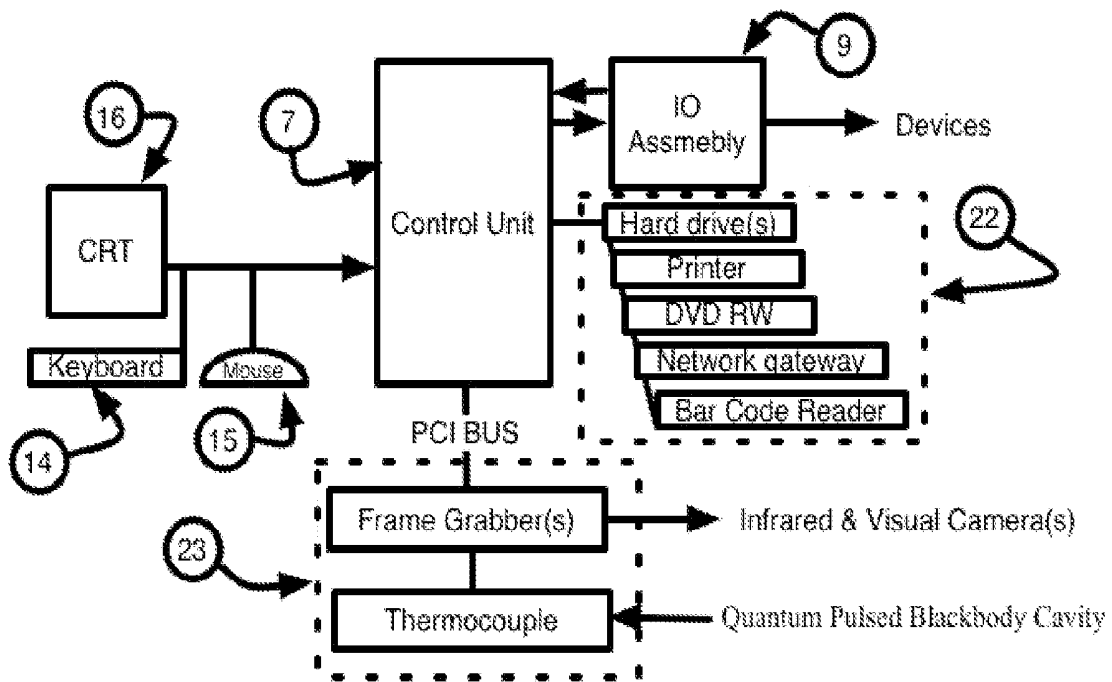 9
IO
Assmebly
Devices
16
7
CRT
Control Unit
Hard drive(s)
22
Printer
DVD RW
Keyboard
Mouse
Network gateway
Bar Code Reader
PCI BUS
14
15
Frame Grabber(s)
Infrared & Visual Camera(s)
23
Thermocouple
Quantum Pulsed Blackbody Cavity